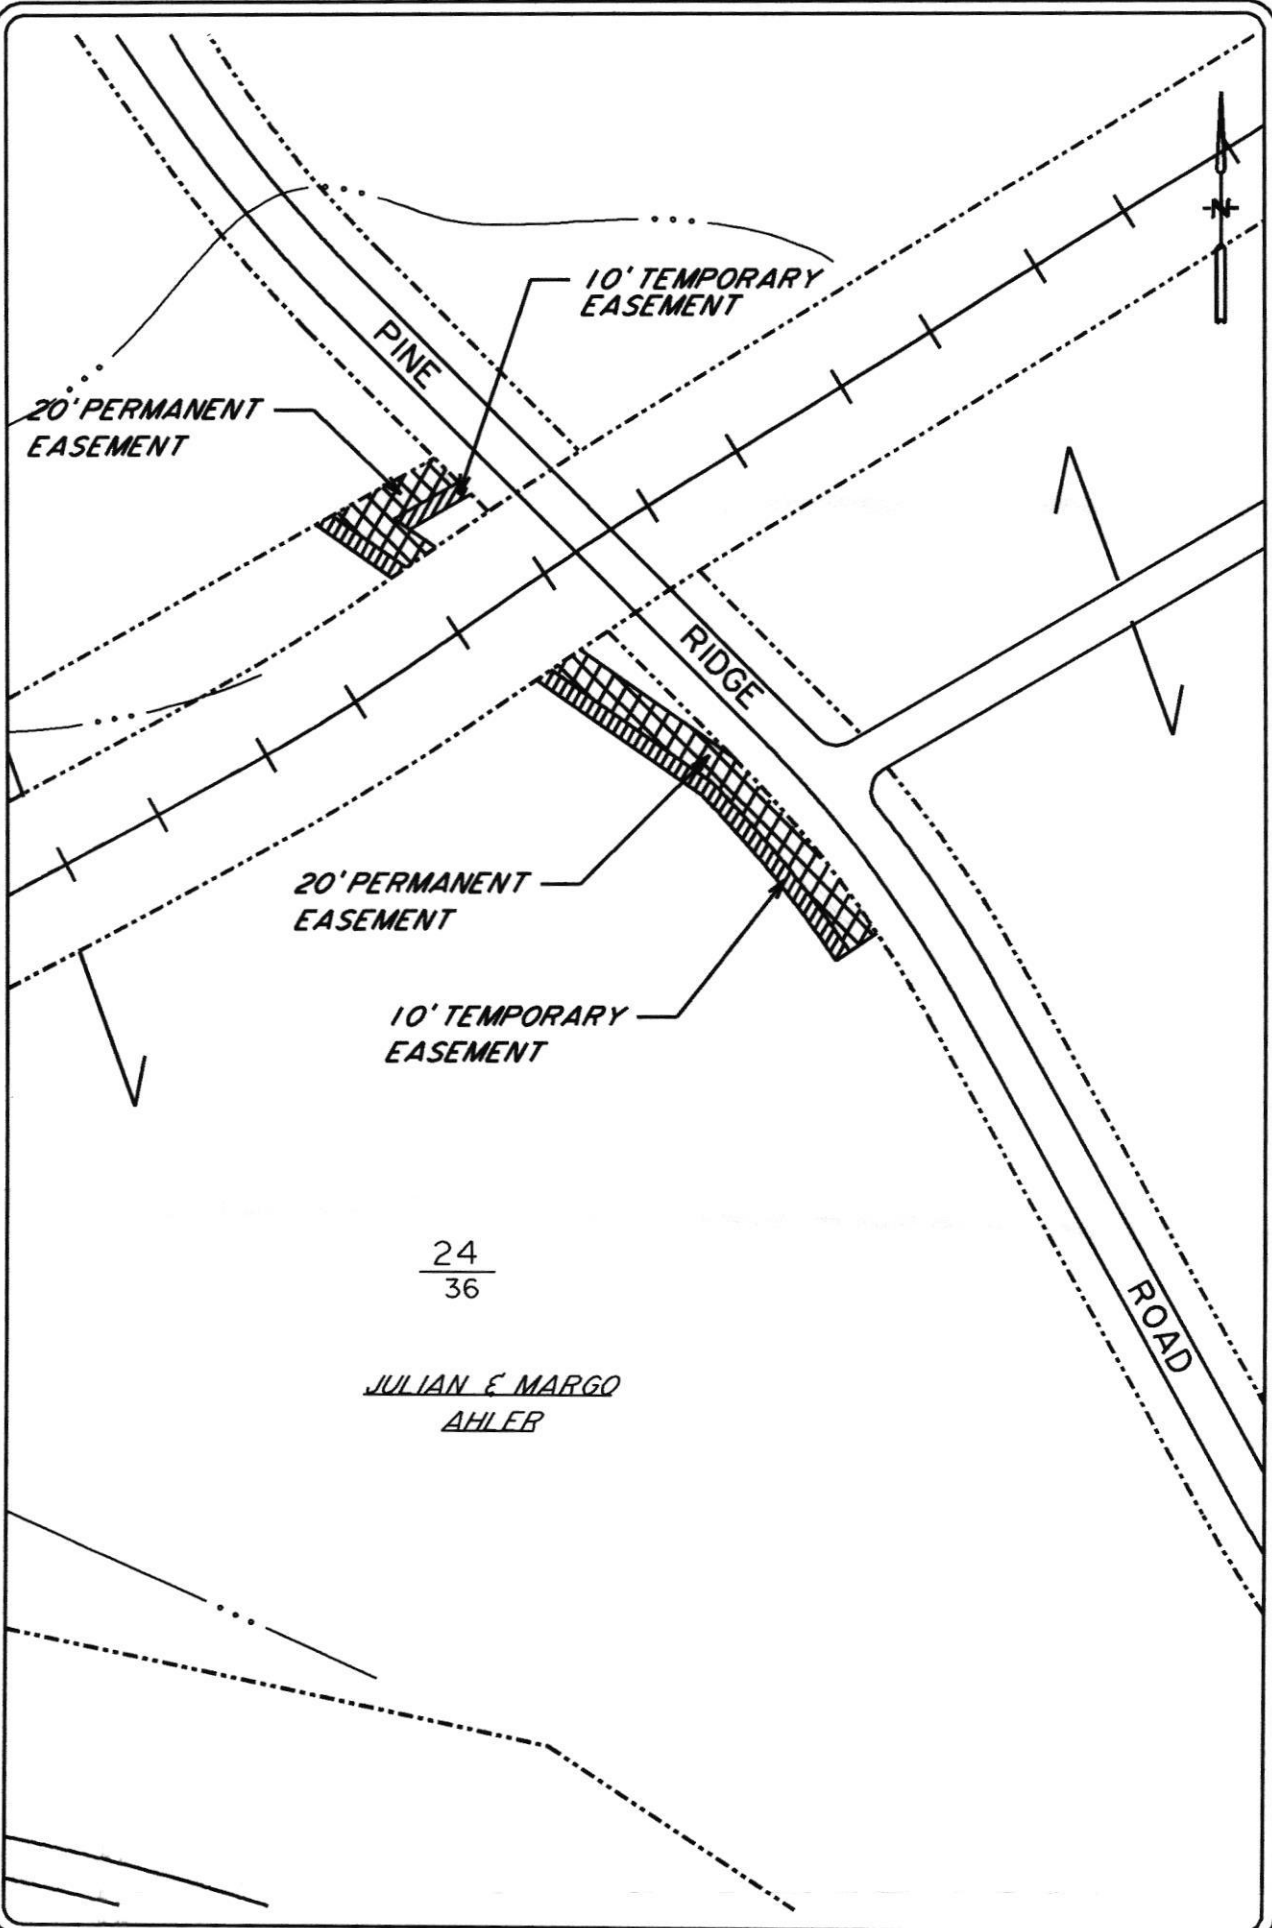 N
10' TEMPORARY
EASEMENT
PINE
20' PERMANENT
EASEMENT
RIDGE
20' PERMANENT
EASEMENT
10' TEMPORARY
EASEMENT
24
36
ROAD
JULIAN & MARGO
AHLER